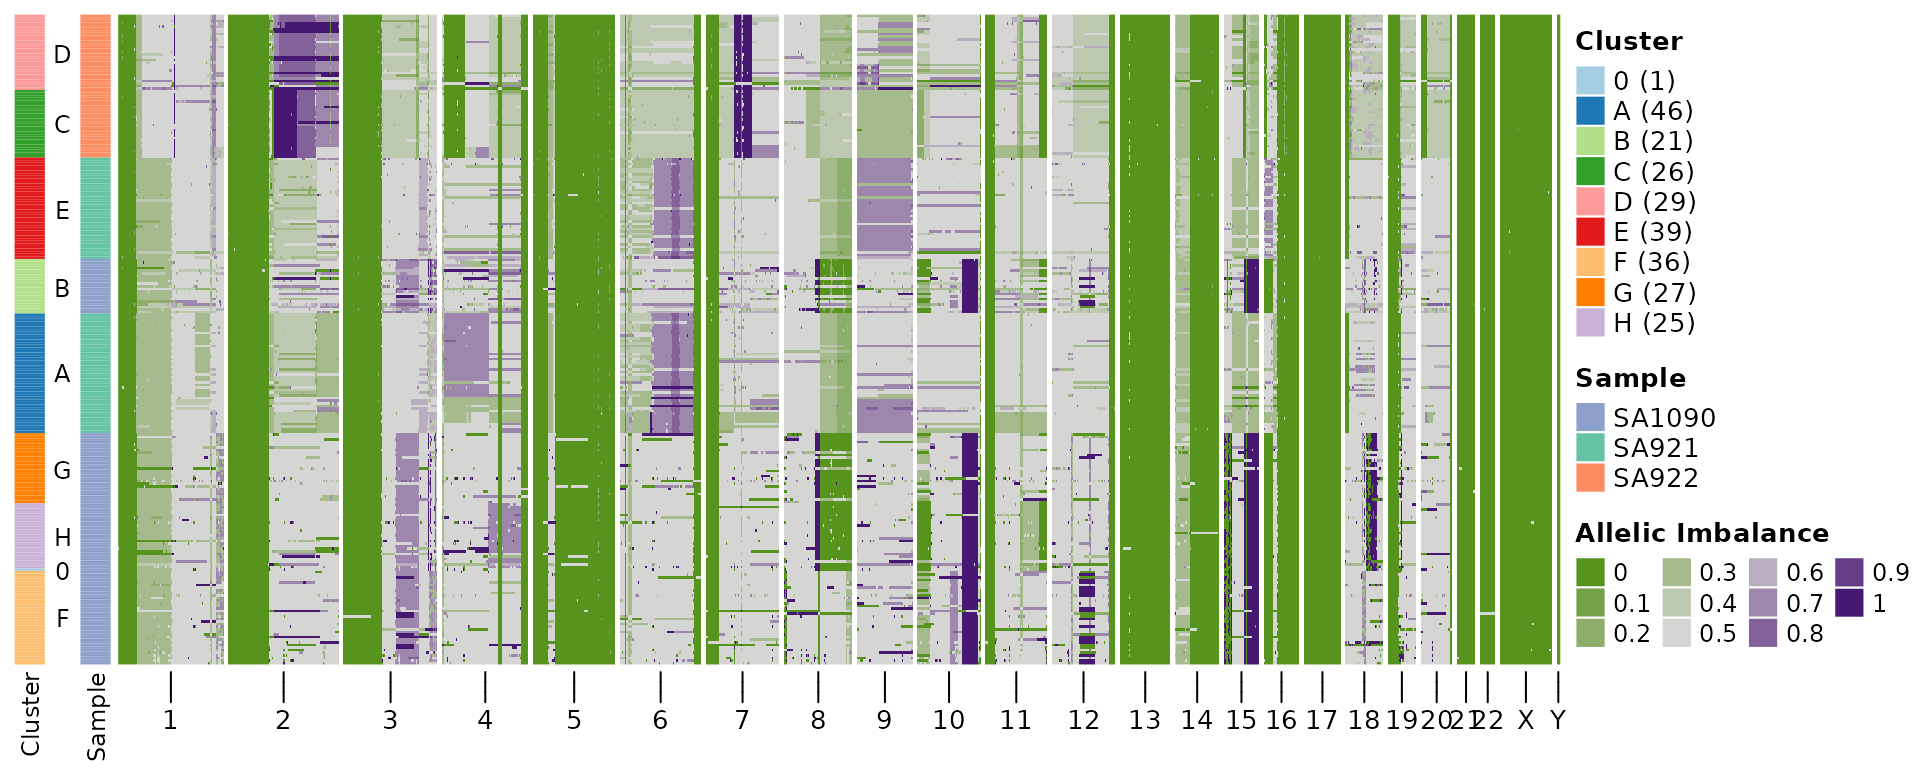 D
C
E
B
A
G
H
0
F
Cluster
Sample
1
2
3
4
5
6
7
8
9
10
11
12
13
14
15
16
17
18
19
20
21
22
X
Y
Cluster
0 (1)
A (46)
B (21)
C (26)
D (29)
E (39)
F (36)
G (27)
H (25)
Sample
SA1090
SA921
SA922
Allelic Imbalance
0
0.1
0.2
0.3
0.4
0.5
0.6
0.7
0.8
0.9
1